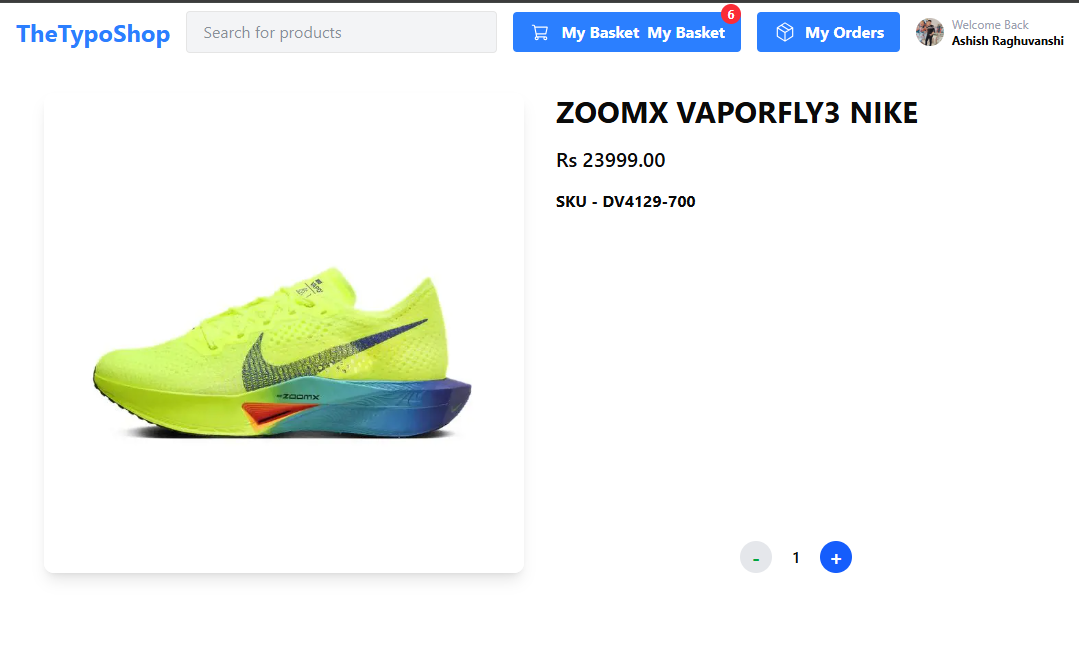 TheTypoShop
Search for products
My Basket My Basket
6
My Orders
Welcome Back
Ashish Raghuvanshi
ZOOMX VAPORFLY3 NIKE
Rs 23999.00
SKU - DV4129-700
ZOOMX
- 1 +